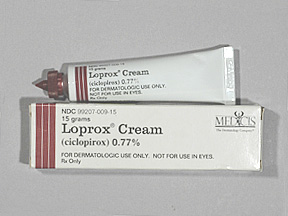 Loprox® Cream
(ciclopirox) 0.77%
FOR DERMATOLOGIC USE ONLY.
NOT FOR USE IN EYES.
Rx Only
NDC 99207-009-15
15 grams
Loprox® Cream
(ciclopirox) 0.77%
FOR DERMATOLOGIC USE ONLY. NOT FOR USE IN EYES.
Rx Only
MEDICIS
The Dermatology Company®